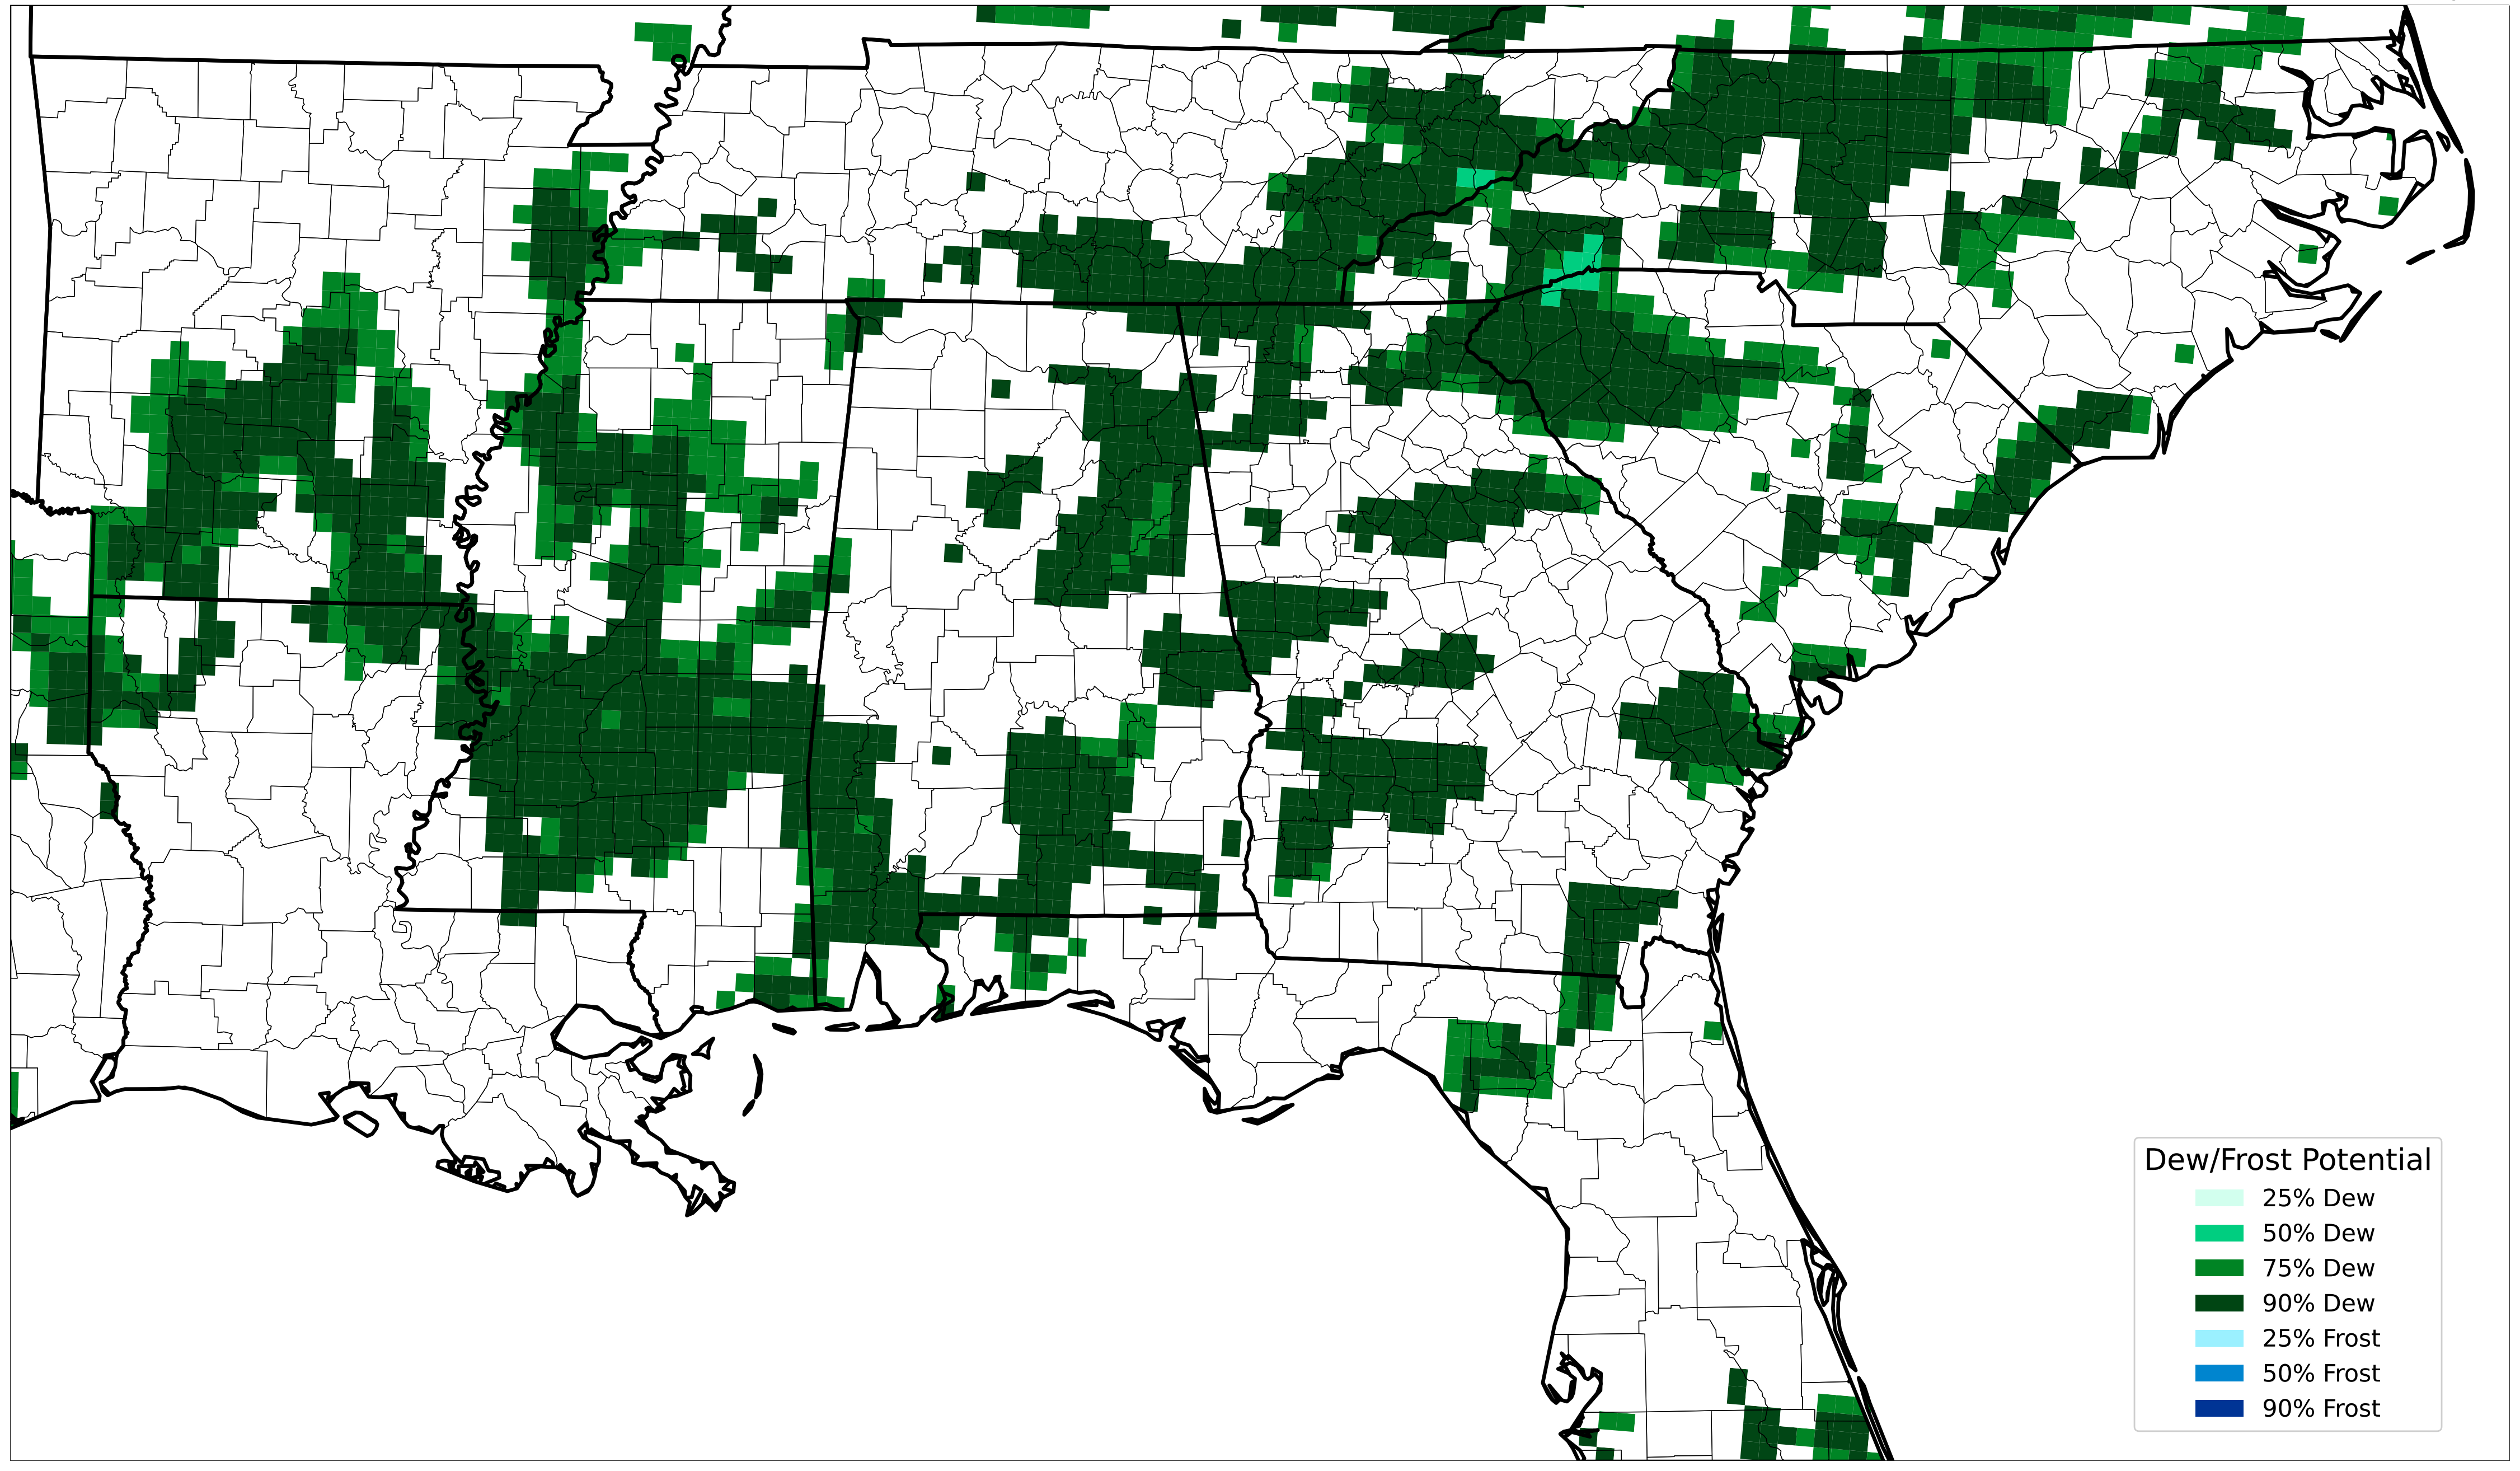 Dew/Frost Potential
25% Dew
50% Dew
75% Dew
90% Dew
25% Frost
50% Frost
90% Frost